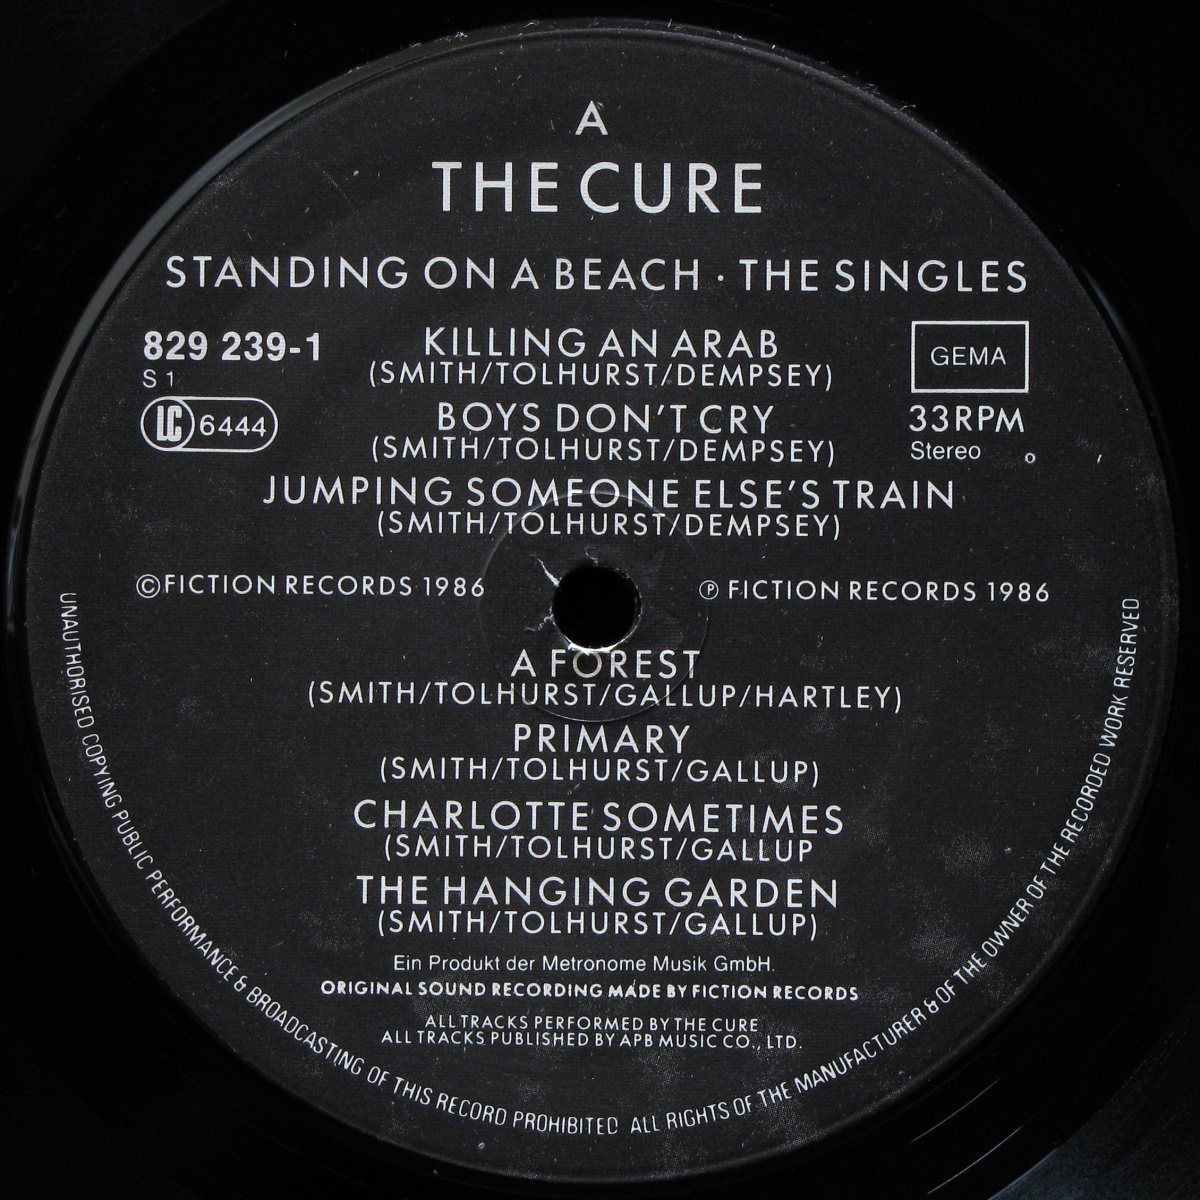 A
THE CURE
STANDING ON A BEACH · THE SINGLES
829 239-1
S 1
LC 6444
KILLING AN ARAB
(SMITH/TOLHURST/DEMPSEY)
BOYS DON'T CRY
(SMITH/TOLHURST/DEMPSEY)
JUMPING SOMEONE ELSE'S TRAIN
(SMITH/TOLHURST/DEMPSEY)
GEMA
33RPM
Stereo
©FICTION RECORDS 1986
℗ FICTION RECORDS 1986
A FOREST
(SMITH/TOLHURST/GALLUP/HARTLEY)
PRIMARY
(SMITH/TOLHURST/GALLUP)
CHARLOTTE SOMETIMES
(SMITH/TOLHURST/GALLUP
THE HANGING GARDEN
(SMITH/TOLHURST/GALLUP)
Ein Produkt der Metronome Musik GmbH.
ORIGINAL SOUND RECORDING MADE BY FICTION RECORDS
ALL TRACKS PERFORMED BY THE CURE
ALL TRACKS PUBLISHED BY APB MUSIC CO., LTD.
UNAUTHORISED COPYING PUBLIC PERFORMANCE & BROADCASTING OF THIS RECORD PROHIBITED ALL RIGHTS OF THE MANUFACTURER & OF THE OWNER OF THE RECORDED WORK RESERVED